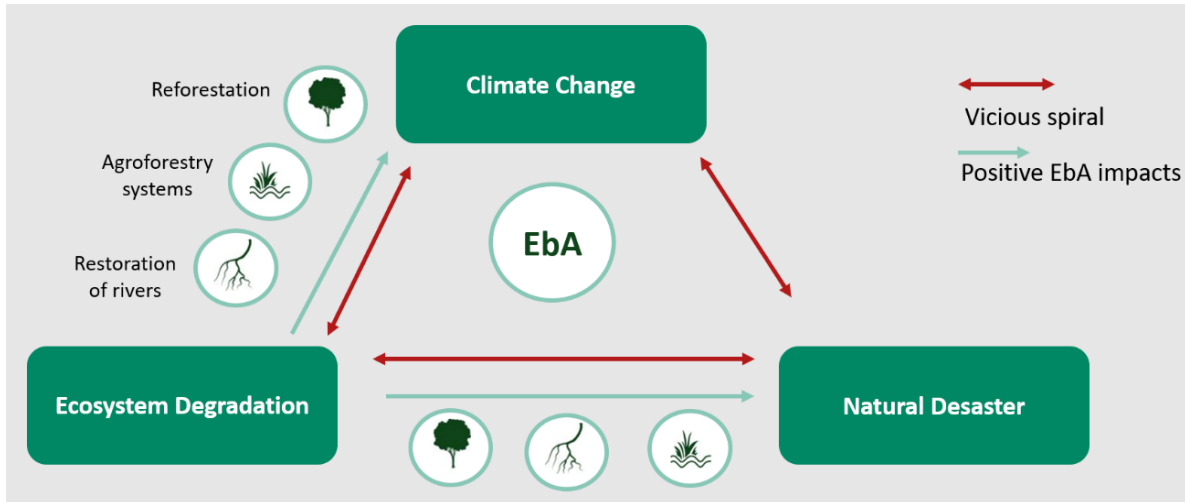 Climate Change
Reforestation
Agroforestry
systems
Restoration
of rivers
EbA
Vicious spiral
Positive EbA impacts
Ecosystem Degradation
Natural Desaster